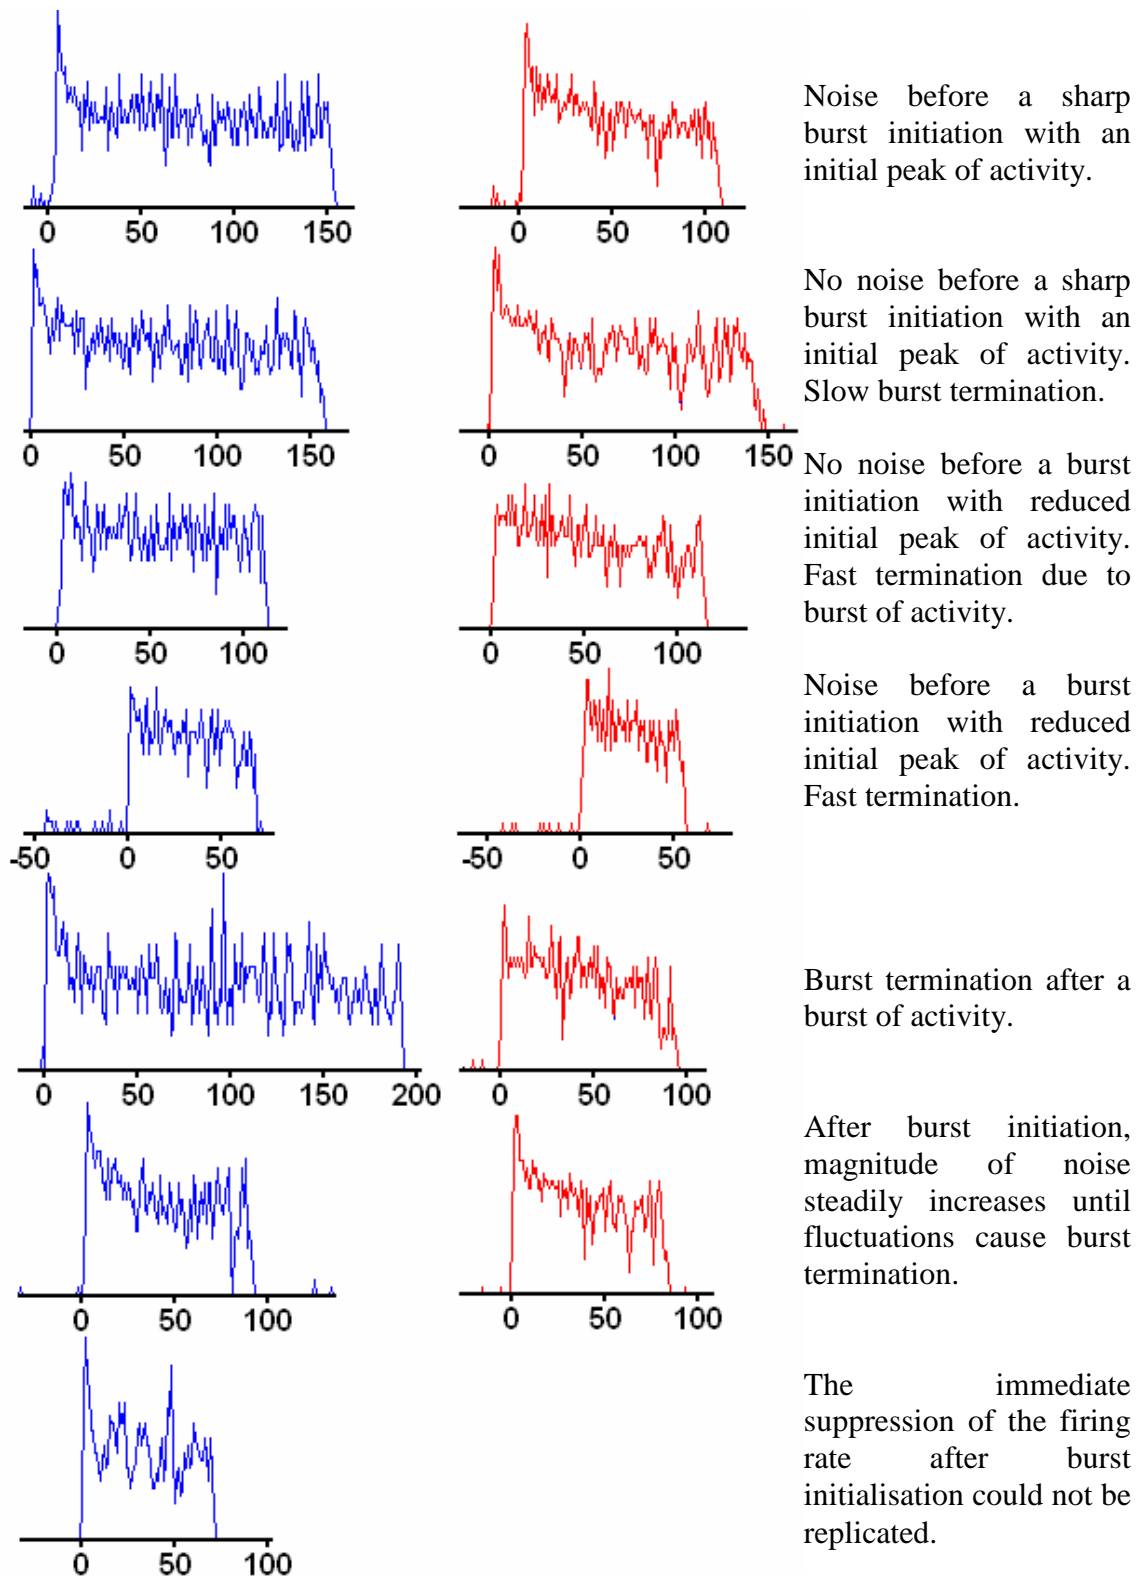 Noise before a sharp
burst initiation with an
initial peak of activity.
0 50 100 150
0 50 100
No noise before a sharp
burst initiation with an
initial peak of activity.
Slow burst termination.
0 50 100 150
0 50 100 150
No noise before a burst
initiation with reduced
initial peak of activity.
Fast termination due to
burst of activity.
0 50 100
0 50 100
Noise before a burst
initiation with reduced
initial peak of activity.
Fast termination.
-50 0 50
-50 0 50
Burst termination after a
burst of activity.
0 50 100 150 200
0 50 100
After burst initiation,
magnitude of noise
steadily increases until
fluctuations cause burst
termination.
0 50 100
0 50 100
The immediate
suppression of the firing
rate after burst
initialisation could not be
replicated.
0 50 100